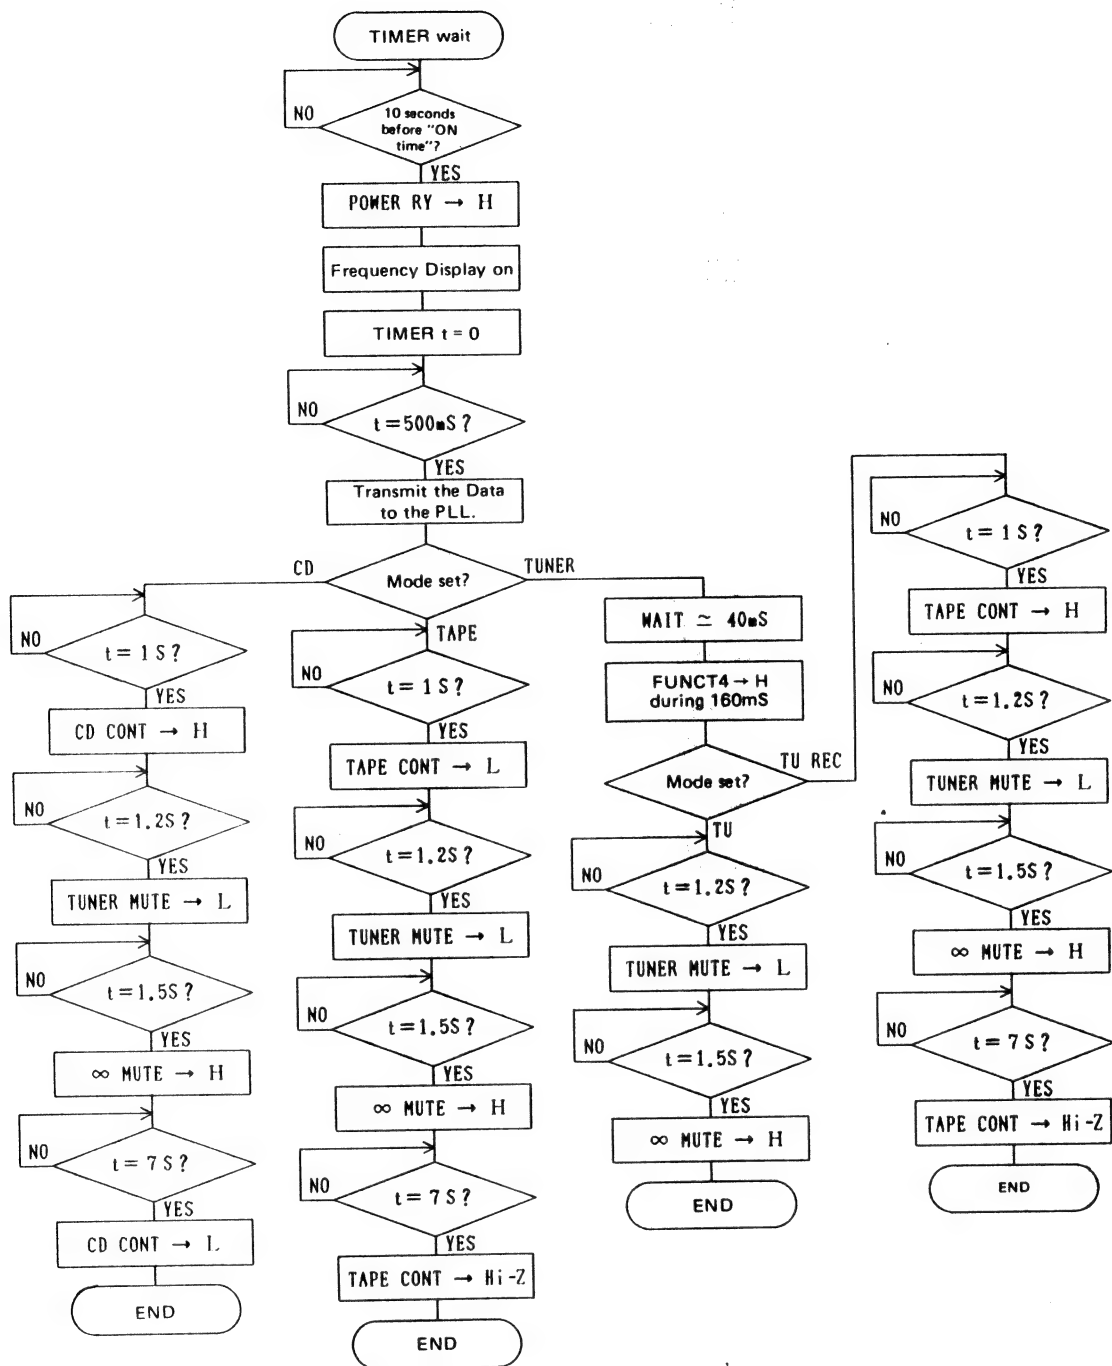 TIMER wait
NO
10 seconds
before "ON
time"?
YES
POWER RY → H
Frequency Display on
TIMER t = 0
NO
t=500mS?
YES
Transmit the Data
to the PLL.
Mode set?
CD
TAPE
TUNER
NO
t= 1 S?
YES
CD CONT → H
NO
t=1.2S?
YES
TUNER MUTE → L
NO
t=1.5S?
YES
∞ MUTE → H
NO
t= 7 S?
YES
CD CONT → L
END
NO
t= 1 S?
YES
TAPE CONT → L
NO
t=1.2S?
YES
TUNER MUTE → L
NO
t=1.5S?
YES
∞ MUTE → H
NO
t= 7 S?
YES
TAPE CONT → Hi-Z
END
WAIT ≃ 40mS
FUNCT4 → H
during 160mS
Mode set?
TU REC
TU
NO
t=1.2S?
YES
TUNER MUTE → L
NO
t=1.5S?
YES
∞ MUTE → H
END
NO
t= 1 S?
YES
TAPE CONT → H
NO
t=1.2S?
YES
TUNER MUTE → L
NO
t=1.5S?
YES
∞ MUTE → H
NO
t= 7 S?
YES
TAPE CONT → Hi-Z
END